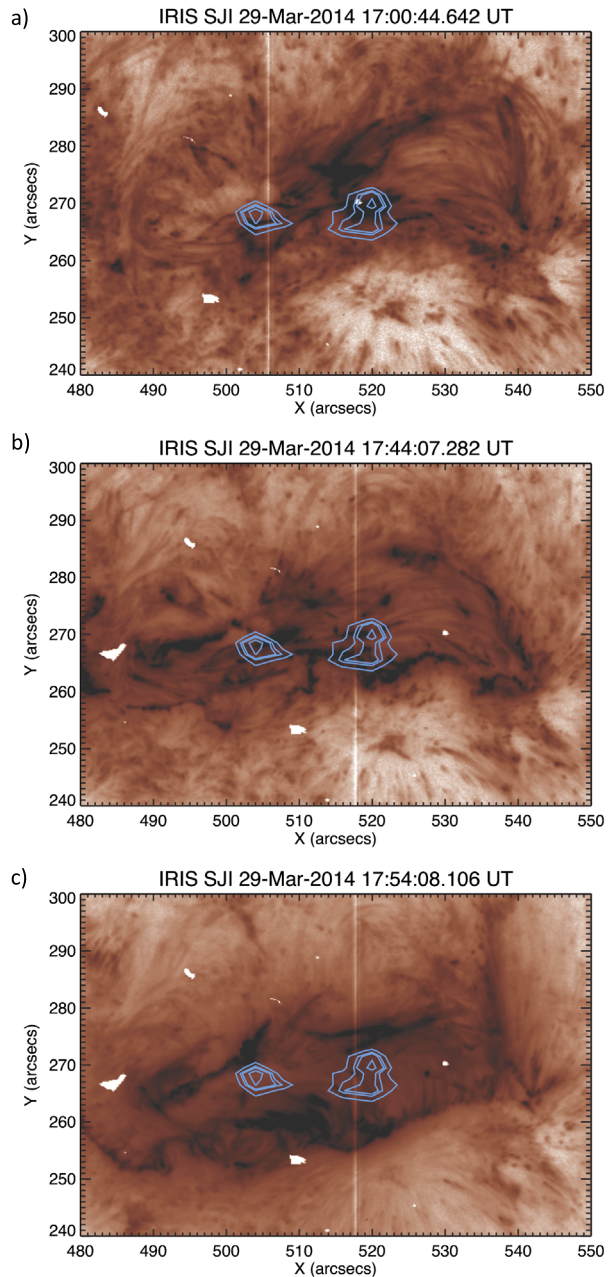 a)
IRIS SJI 29-Mar-2014 17:00:44.642 UT
300
290
280
270
260
250
240
Y (arcsecs)
480 490 500 510 520 530 540 550
X (arcsecs)
b)
IRIS SJI 29-Mar-2014 17:44:07.282 UT
300
290
280
270
260
250
240
Y (arcsecs)
480 490 500 510 520 530 540 550
X (arcsecs)
c)
IRIS SJI 29-Mar-2014 17:54:08.106 UT
300
290
280
270
260
250
240
Y (arcsecs)
480 490 500 510 520 530 540 550
X (arcsecs)